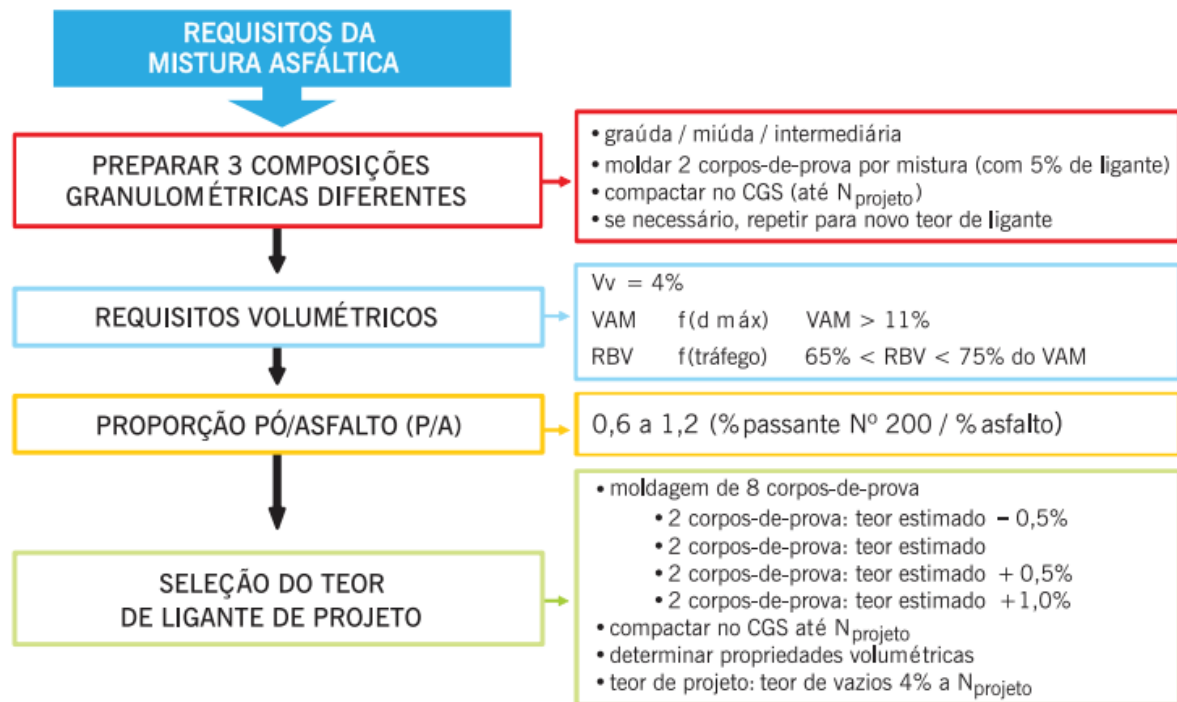 REQUISITOS DA
MISTURA ASFÁLTICA
PREPARAR 3 COMPOSIÇÕES
GRANULOMÉTRICAS DIFERENTES
• graúda / miúda / intermediária
• moldar 2 corpos-de-prova por mistura (com 5% de ligante)
• compactar no CGS (até Nprojeto)
• se necessário, repetir para novo teor de ligante
REQUISITOS VOLUMÉTRICOS
Vv = 4%
VAM f(d máx) VAM > 11%
RBV f(tráfego) 65% < RBV < 75% do VAM
PROPORÇÃO PÓ/ASFALTO (P/A)
0,6 a 1,2 (% passante Nº 200 / % asfalto)
SELEÇÃO DO TEOR
DE LIGANTE DE PROJETO
• moldagem de 8 corpos-de-prova
• 2 corpos-de-prova: teor estimado – 0,5%
• 2 corpos-de-prova: teor estimado
• 2 corpos-de-prova: teor estimado + 0,5%
• 2 corpos-de-prova: teor estimado +1,0%
• compactar no CGS até Nprojeto
• determinar propriedades volumétricas
• teor de projeto: teor de vazios 4% a Nprojeto